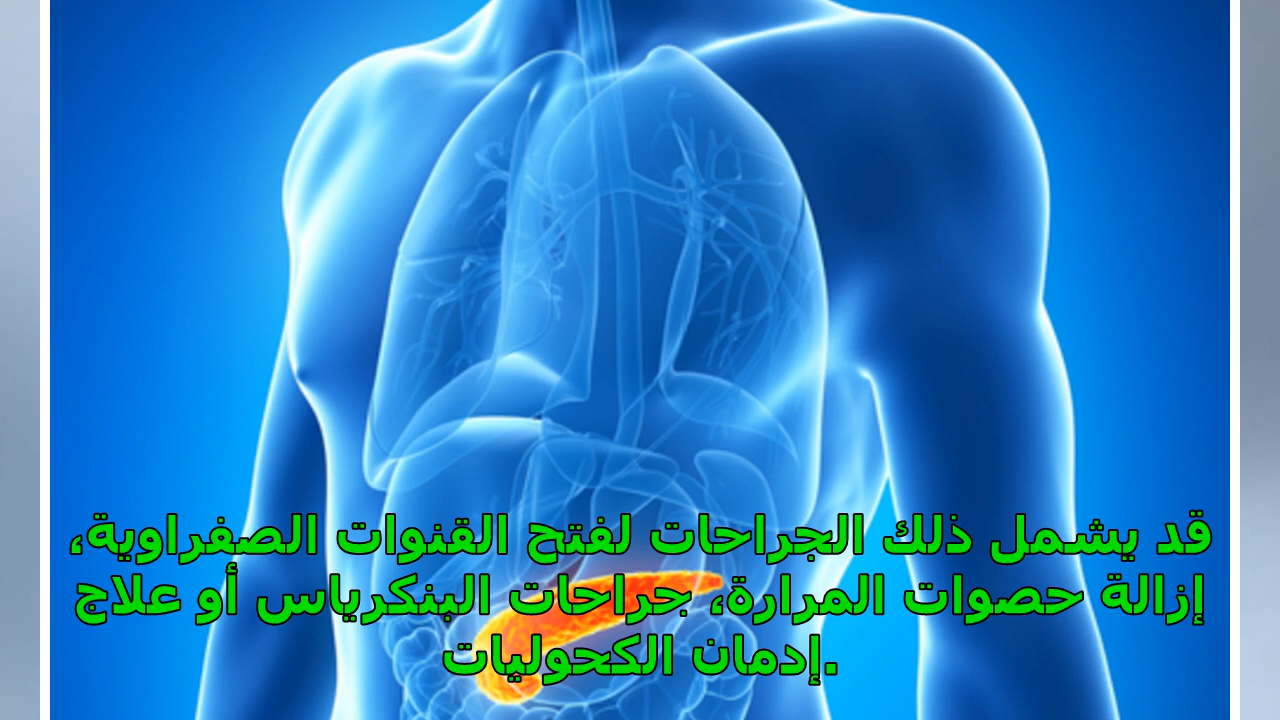 قد يشمل ذلك الجراحات لفتح القنوات الصفراوية،
إزالة حصوات المرارة، جراحات البنكرياس أو علاج
إدمان الكحوليات.